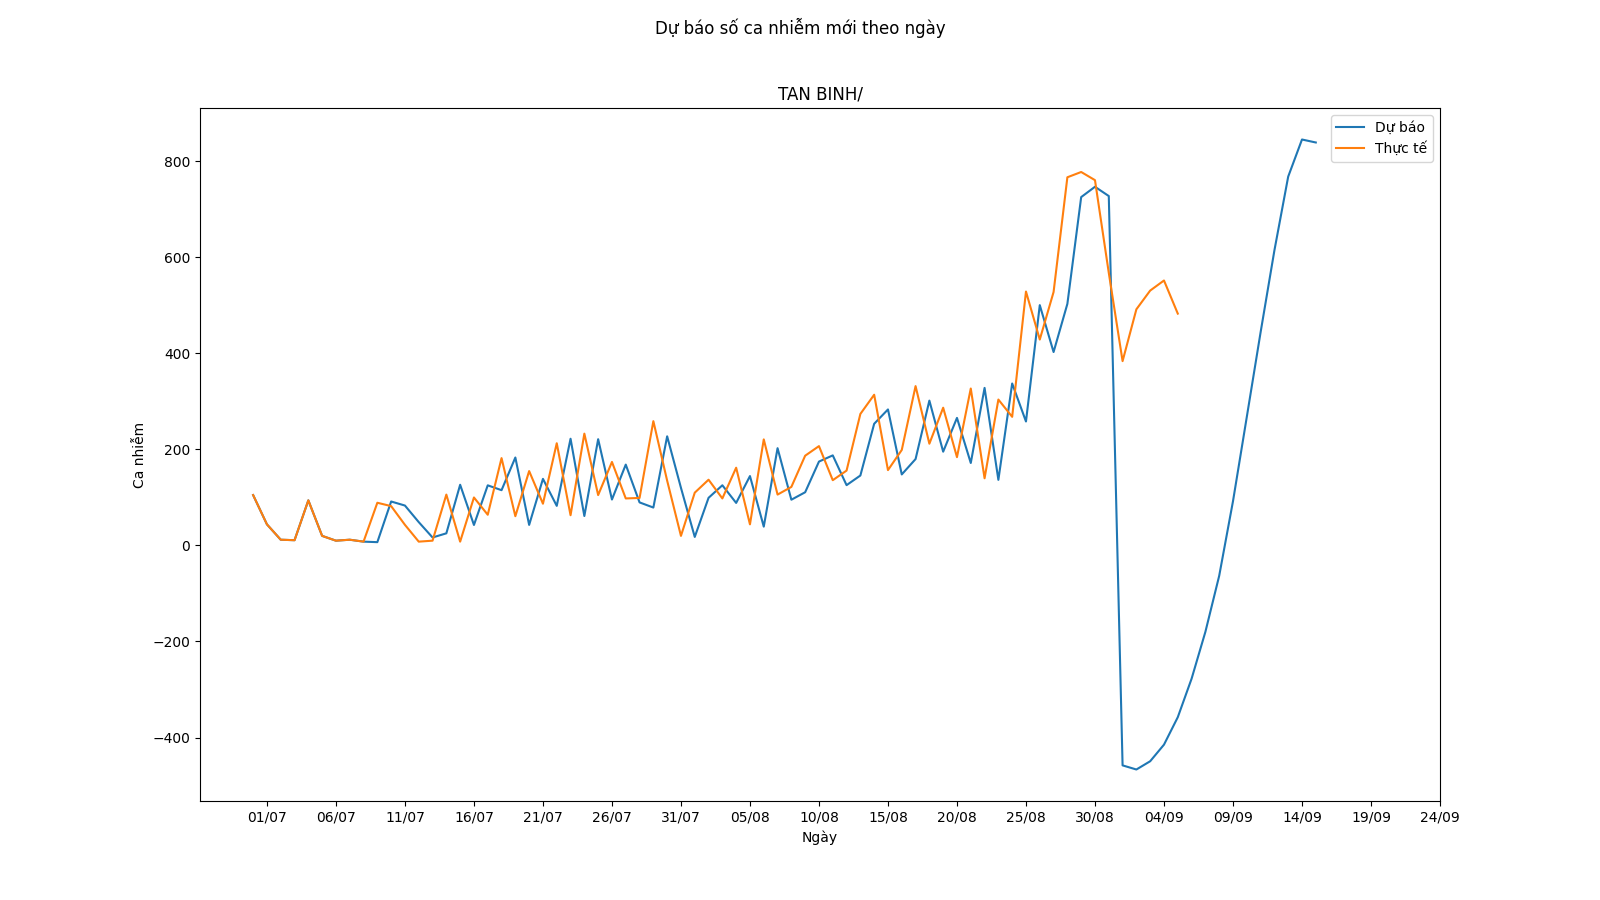 Dự báo số ca nhiễm mới theo ngày
TAN BINH/
Dự báo
Thực tế
800
600
400
200
0
−200
−400
Ca nhiễm
01/07 06/07 11/07 16/07 21/07 26/07 31/07 05/08 10/08 15/08 20/08 25/08 30/08 04/09 09/09 14/09 19/09 24/09
Ngày